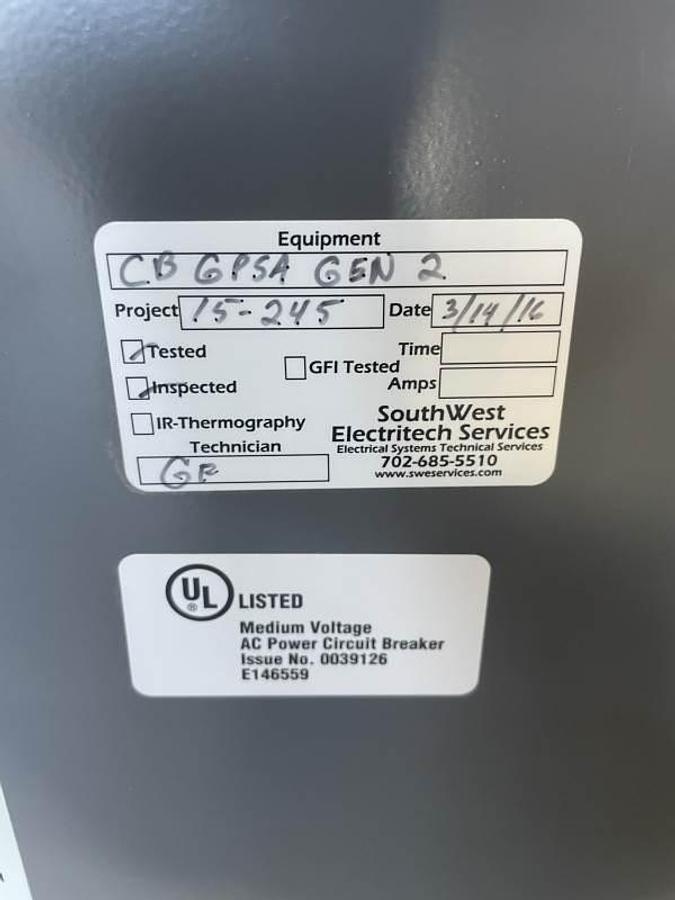 Equipment
CB GPSA GEN 2
Project 15-245 Date 3/14/16
Tested Time
GFI Tested
Inspected Amps
IR-Thermography SouthWest
Electritech Services
Technician Electrical Systems Technical Services
702-685-5510
www.sweservices.com
UL ® LISTED
Medium Voltage
AC Power Circuit Breaker
Issue No. 0039126
E146559